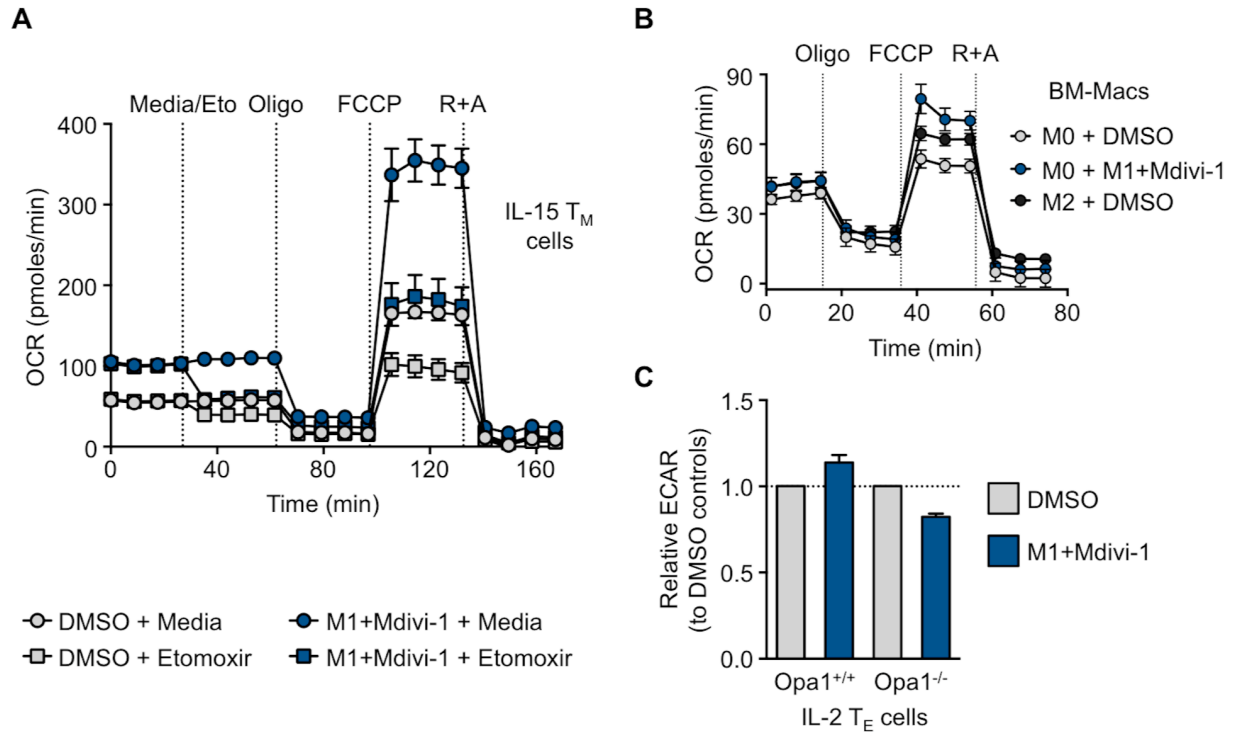 A
Media/Eto Oligo FCCP R+A
400
300
200
100
0
OCR (pmoles/min)
0 40 80 120 160
Time (min)
IL-15 TM
cells
DMSO + Media
M1+Mdivi-1 + Media
DMSO + Etomoxir
M1+Mdivi-1 + Etomoxir
B
Oligo FCCP R+A
90
60
30
0
OCR (pmoles/min)
0 20 40 60 80
Time (min)
BM-Macs
M0 + DMSO
M0 + M1+Mdivi-1
M2 + DMSO
C
1.5
1.0
0.5
0.0
Relative ECAR
(to DMSO controls)
Opa1+/+ Opa1-/-
IL-2 TE cells
DMSO
M1+Mdivi-1